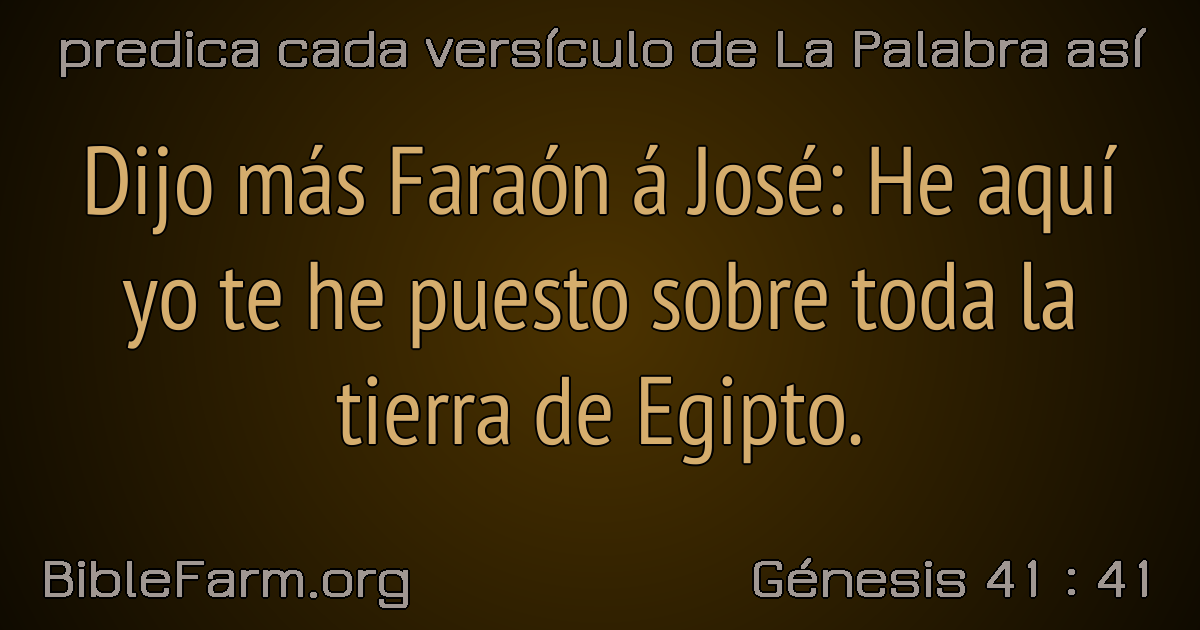 predica cada versículo de La Palabra así
Dijo más Faraón á José: He aquí
yo te he puesto sobre toda la
tierra de Egipto.
BibleFarm.org
Génesis 41 : 41